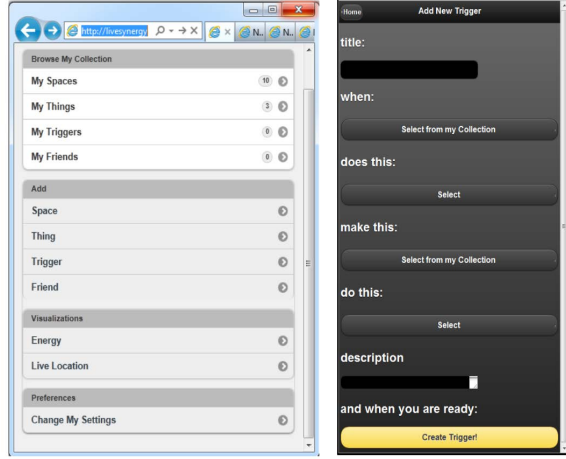 http://livesynergy
N..
N..
Browse My Collection
My Spaces 10
My Things 3
My Triggers 0
My Friends 0
Add
Space
Thing
Trigger
Friend
Visualizations
Energy
Live Location
Preferences
Change My Settings
Home
Add New Trigger
title:
when:
Select from my Collection
does this:
Select
make this:
Select from my Collection
do this:
Select
description
and when you are ready:
Create Trigger!